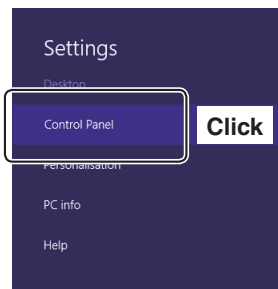 Settings
Desktop
Control Panel
Click
Personalisation
PC info
Help